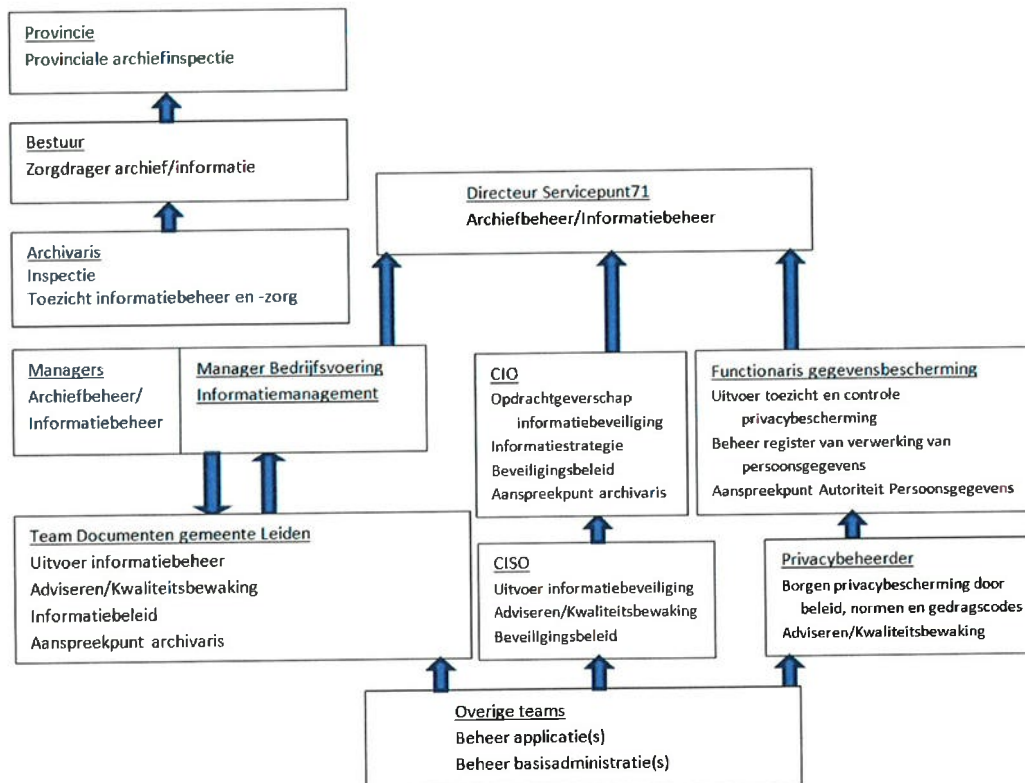 Provincie
Provinciale archiefinspectie
Bestuur
Zorgdrager archief/informatie
Directeur Servicepunt71
Archiefbeheer/Informatiebeheer
Archivaris
Inspectie
Toezicht informatiebeheer en -zorg
Managers
Archiefbeheer/
Informatiebeheer
Manager Bedrijfsvoering
Informatiemanagement
CIO
Opdrachtgeverschap
informatiebeveiliging
Informatiestrategie
Beveiligingsbeleid
Aanspreekpunt archivaris
Functionaris gegevensbescherming
Uitvoer toezicht en controle
privacybescherming
Beheer register van verwerking van
persoonsgegevens
Aanspreekpunt Autoriteit Persoonsgegevens
Team Documenten gemeente Leiden
Uitvoer informatiebeheer
Adviseren/Kwaliteitsbewaking
Informatiebeleid
Aanspreekpunt archivaris
CISO
Uitvoer informatiebeveiliging
Adviseren/Kwaliteitsbewaking
Beveiligingsbeleid
Privacybeheerder
Borgen privacybescherming door
beleid, normen en gedragscodes
Adviseren/Kwaliteitsbewaking
Overige teams
Beheer applicatie(s)
Beheer basisadministratie(s)